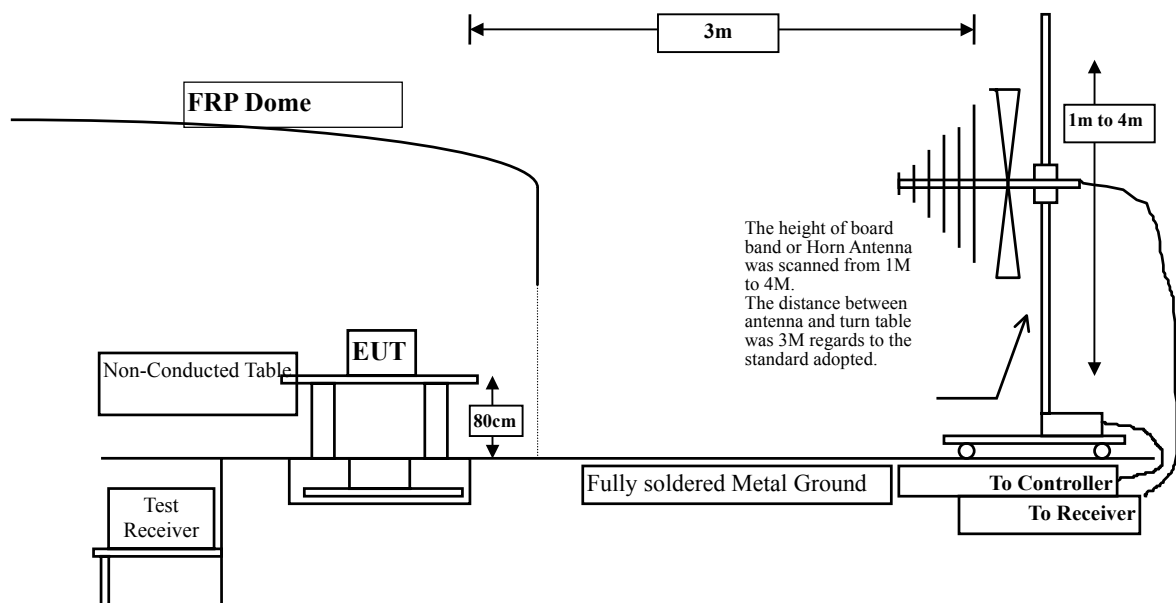 3m
FRP Dome
1m to 4m
The height of board
band or Horn Antenna
was scanned from 1M
to 4M.
The distance between
antenna and turn table
was 3M regards to the
standard adopted.
EUT
Non-Conducted Table
80cm
Fully soldered Metal Ground
To Controller
To Receiver
Test
Receiver